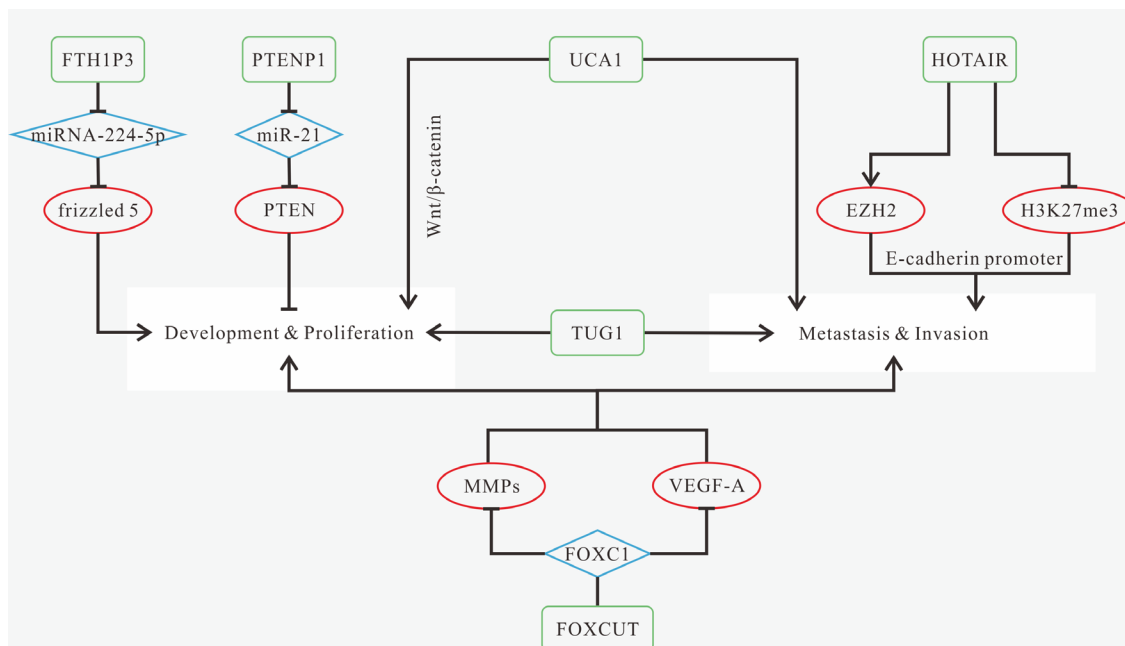 FTH1P3
PTENP1
UCA1
HOTAIR
miRNA-224-5p
miR-21
Wnt/β-catenin
frizzled 5
PTEN
EZH2
H3K27me3
E-cadherin promoter
Development & Proliferation
TUG1
Metastasis & Invasion
MMPs
VEGF-A
FOXC1
FOXCUT